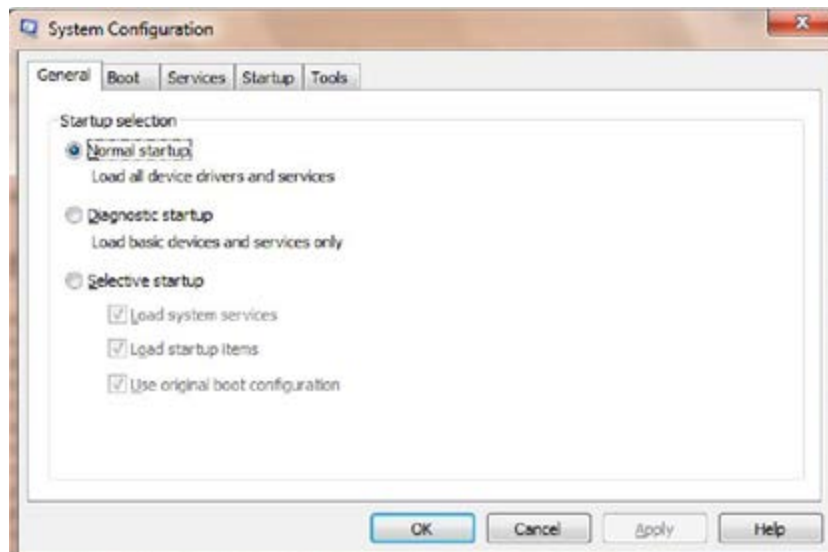 System Configuration
General Boot Services Startup Tools
Startup selection
Normal startup
Load all device drivers and services
Diagnostic startup
Load basic devices and services only
Selective startup
Load system services
Load startup items
Use original boot configuration
OK Cancel Apply Help